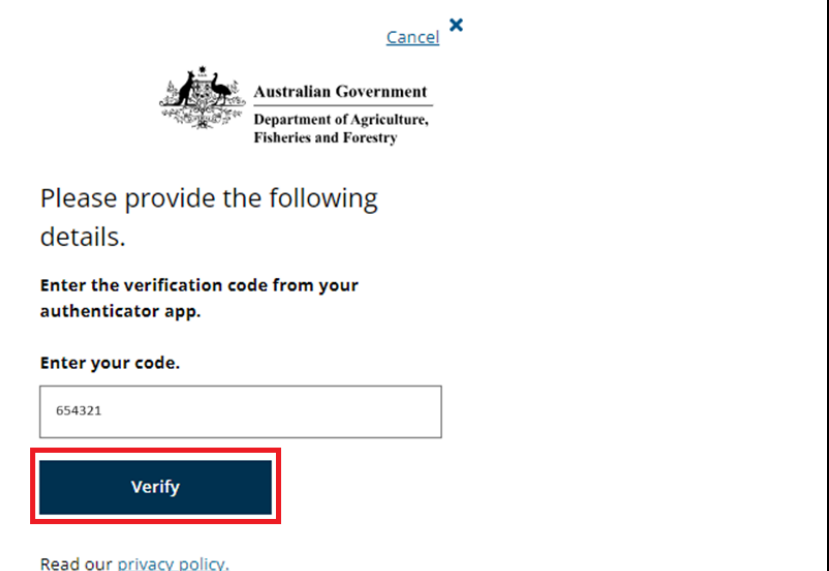 Cancel
Australian Government
Department of Agriculture,
Fisheries and Forestry
Please provide the following
details.
Enter the verification code from your
authenticator app.
Enter your code.
654321
Verify
Read our privacy policy.